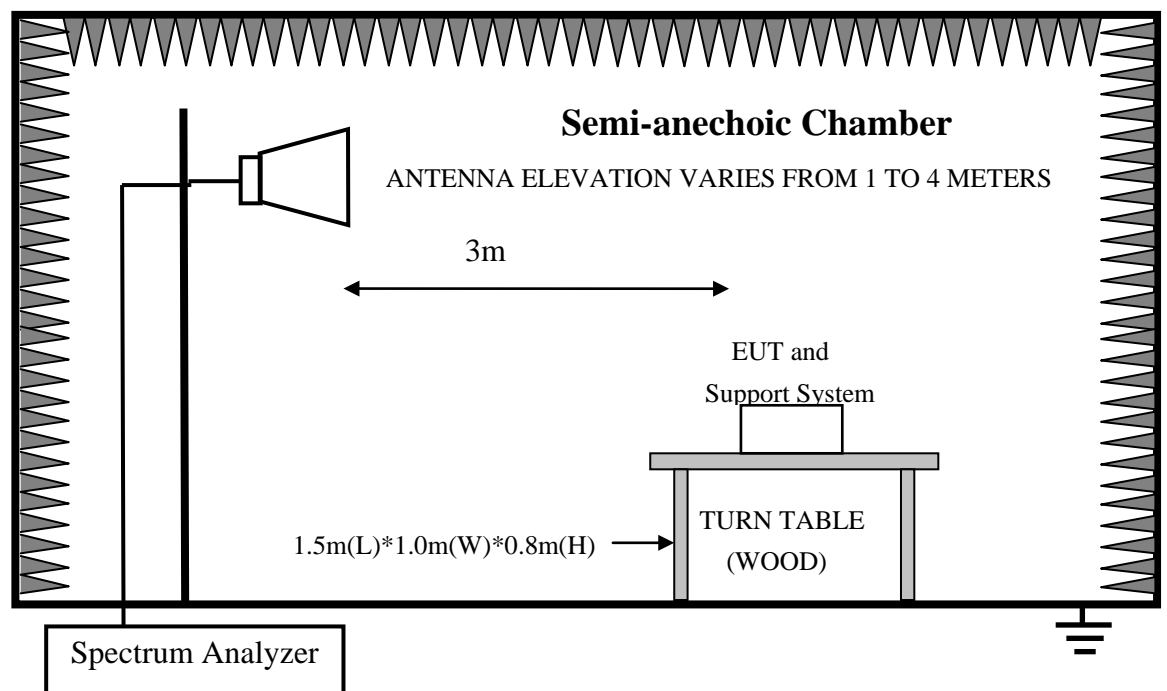 Semi-anechoic Chamber
ANTENNA ELEVATION VARIES FROM 1 TO 4 METERS
3m
EUT and
Support System
TURN TABLE
(WOOD)
1.5m(L)*1.0m(W)*0.8m(H)
Spectrum Analyzer